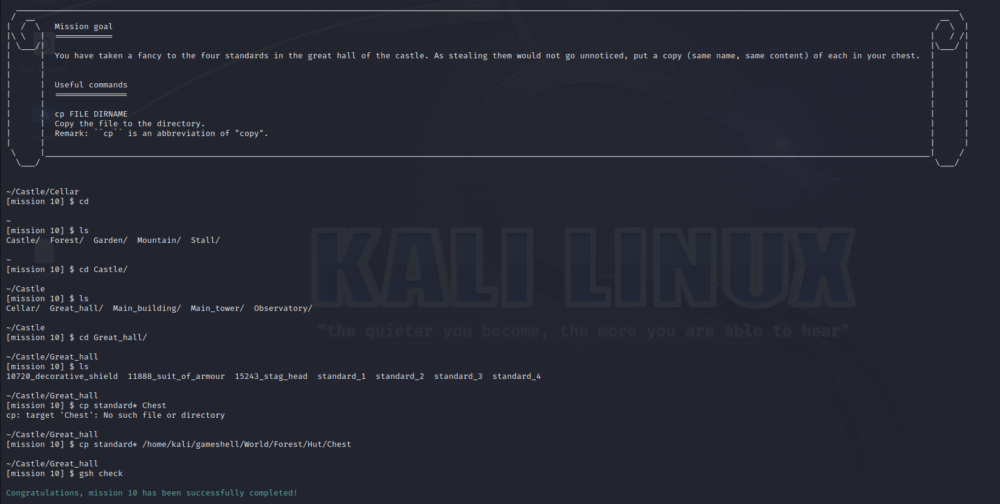 Trash
Mission goal
============
You have taken a fancy to the four standards in the great hall of the castle. As stealing them would not go unnoticed, put a copy (same name, same content) of each in your chest.
File System
Useful commands
===============
cp FILE DIRNAME
Copy the file to the directory.
Remark: ``cp`` is an abbreviation of "copy".
Home
~/Castle/Cellar
[mission 10] $ cd
~
[mission 10] $ ls
Castle/  Forest/  Garden/  Mountain/  Stall/
~
[mission 10] $ cd Castle/
~/Castle
[mission 10] $ ls
Cellar/  Great_hall/  Main_building/  Main_tower/  Observatory/
~/Castle
[mission 10] $ cd Great_hall/
~/Castle/Great_hall
[mission 10] $ ls
10720_decorative_shield  11888_suit_of_armour  15243_stag_head  standard_1  standard_2  standard_3  standard_4
~/Castle/Great_hall
[mission 10] $ cp standard* Chest
cp: target 'Chest': No such file or directory
~/Castle/Great_hall
[mission 10] $ cp standard* /home/kali/gameshell/World/Forest/Hut/Chest
~/Castle/Great_hall
[mission 10] $ gsh check
Congratulations, mission 10 has been successfully completed!
KALI LINUX
"the quieter you become, the more you are able to hear"